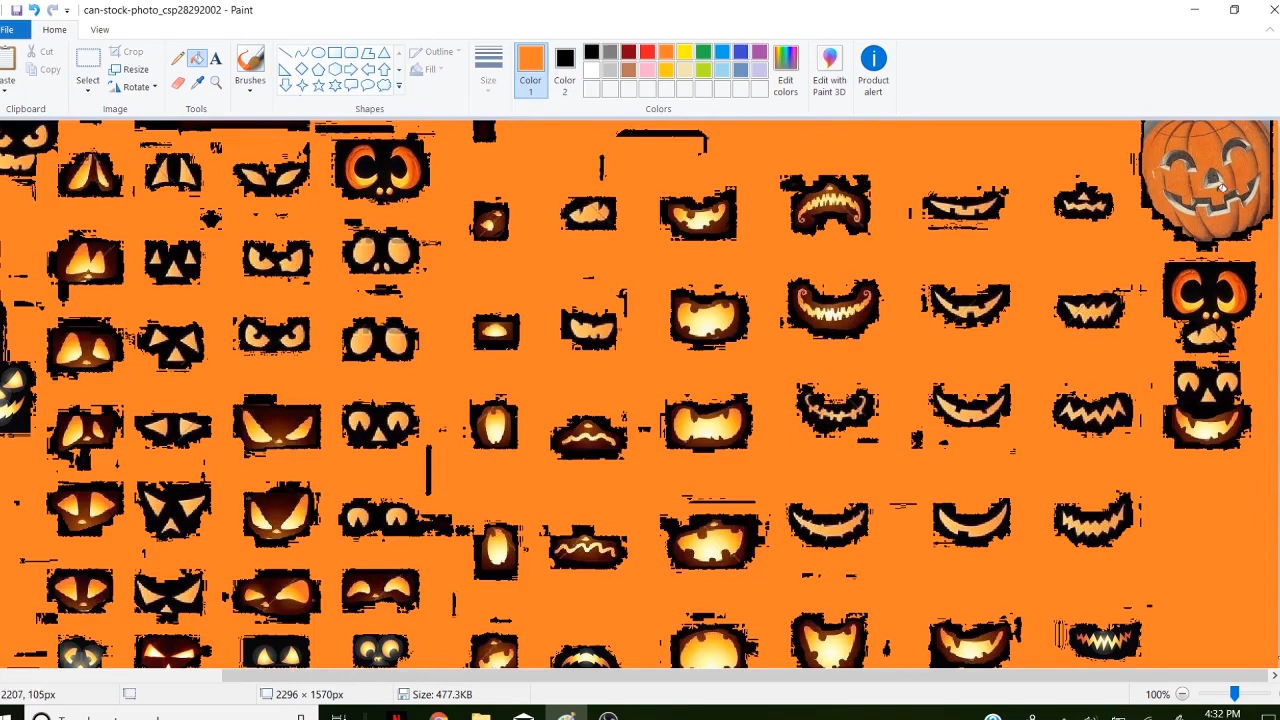 can-stock-photo_csp28292002 - Paint
File
Home
View
Cut
Copy
Select
Crop
Resize
Rotate
Brushes
Outline
Fill
Size
Color
1
Color
2
Edit
colors
Edit with
Paint 3D
Product
alert
Clipboard
Image
Tools
Shapes
Colors
2207, 105px
2296 × 1570px
Size: 477.3KB
100%
4:32 PM